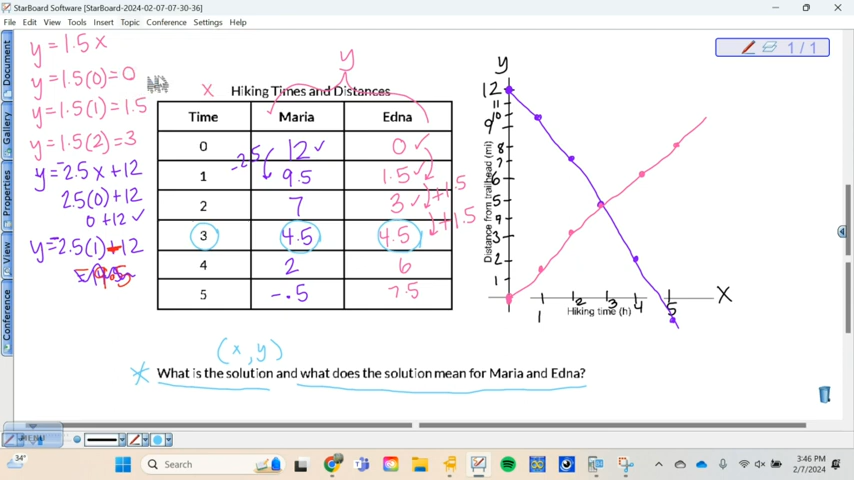 StarBoard Software [StarBoard-2024-02-07-07-30-36]
File Edit View Tools Insert Topic Conference Settings Help
Document
Gallery
Properties
View
Conference
1 / 1
y = 1.5x
y = 1.5(0) = 0
y = 1.5(1) = 1.5
y = 1.5(2) = 3
y = -2.5x + 12
2.5(0) + 12
0 + 12 ✓
y = -2.5(1) + 12
y
x
Hiking Times and Distances
Time Maria Edna
0 12 ✓ 0 ✓
1 9.5 1.5 ✓
2 7 3 ✓
3 4.5 4.5
4 2 6
5 -.5 7.5
-2.5
+1.5
+1.5
y
12
11
10
9
8
7
6
5
4
3
2
1
Distance from trailhead (mi)
1 2 3 4 5 X
Hiking time (h)
(x, y)
* What is the solution and what does the solution mean for Maria and Edna?
MENU
34°
Search
3:46 PM
2/7/2024